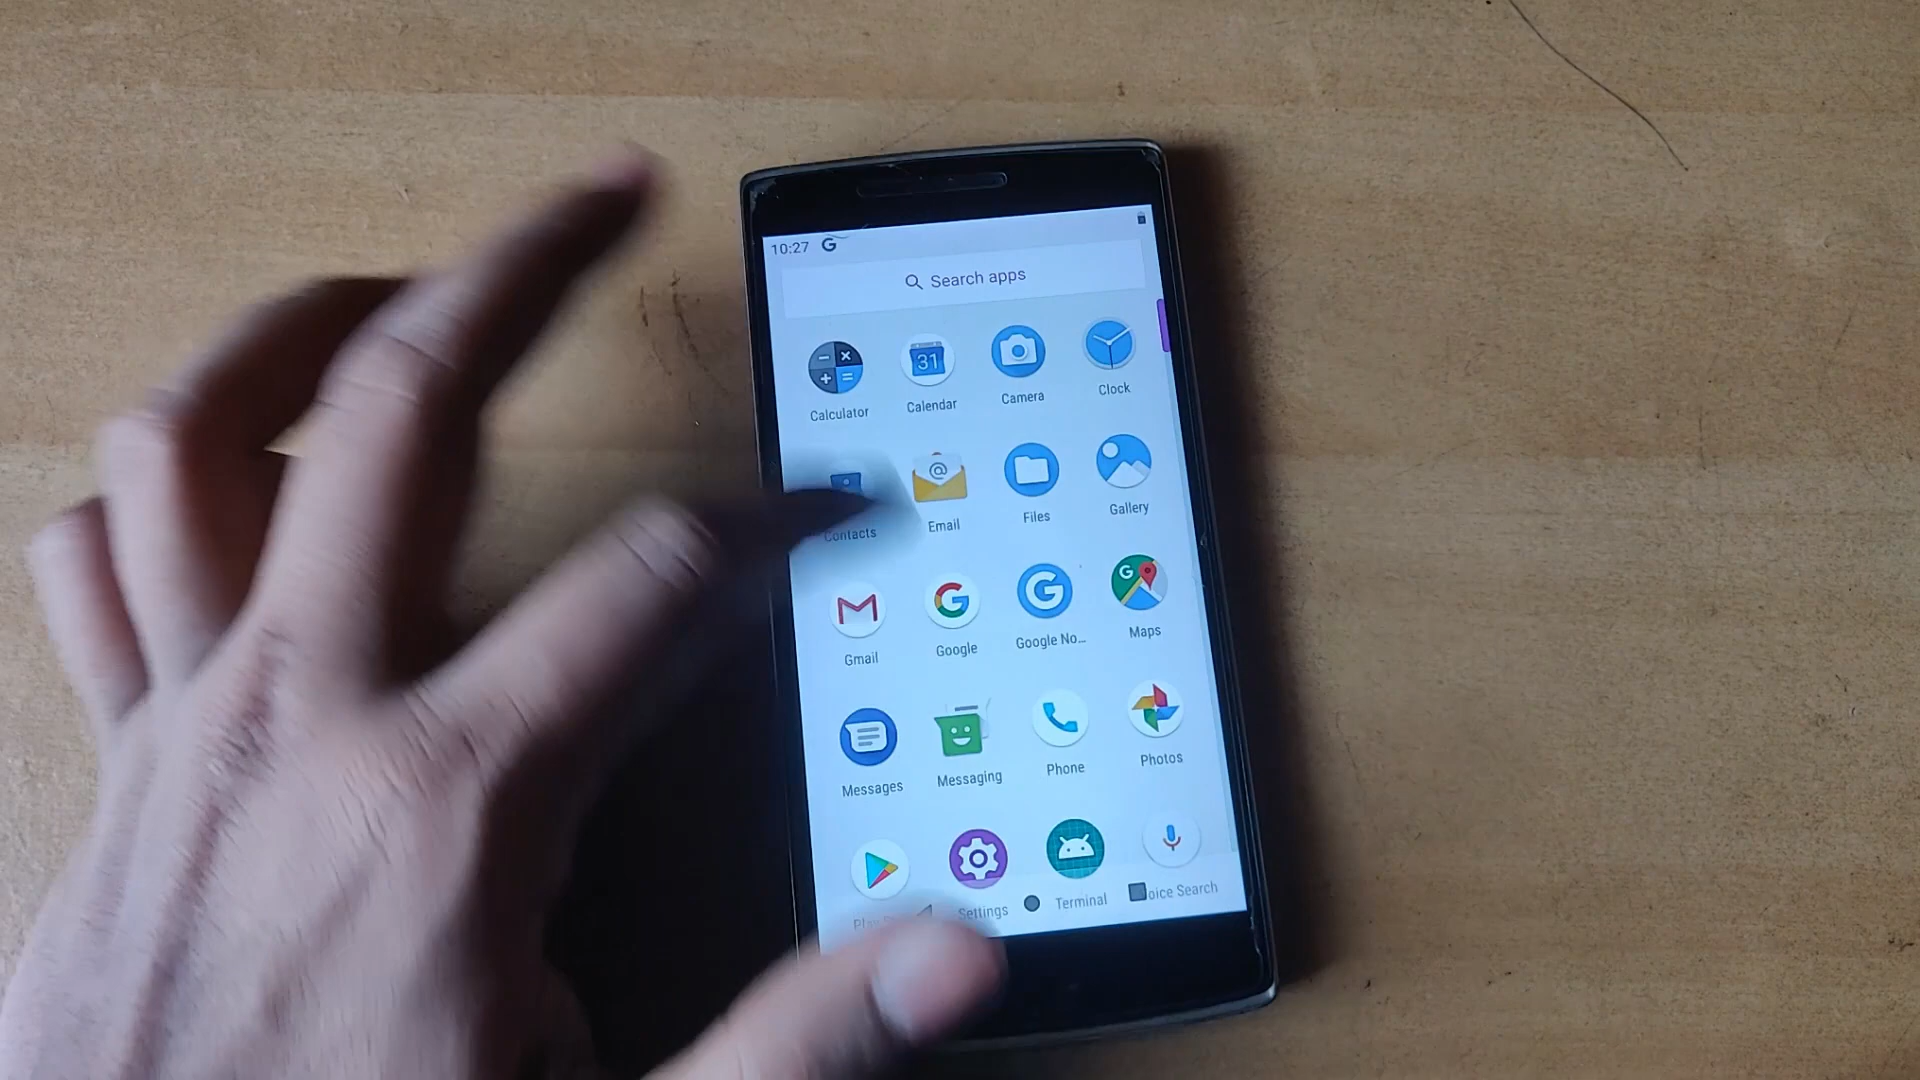 10:27 G
Search apps
31
Calculator Calendar Camera Clock
Contacts Email Files Gallery
Gmail Google Google No... Maps
Messages Messaging Phone Photos
Settings Terminal oice Search